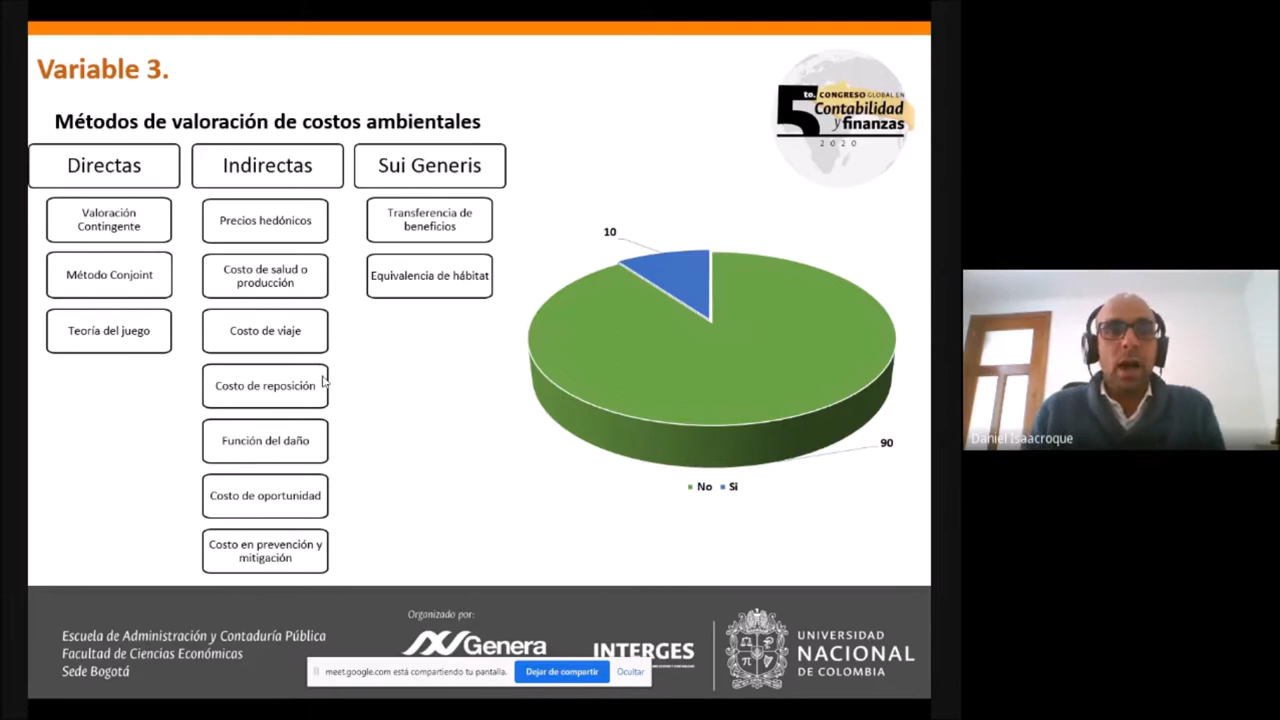 Variable 3.
5to. CONGRESO GLOBAL EN
Contabilidad
y finanzas
2020
Métodos de valoración de costos ambientales
Directas
Indirectas
Sui Generis
Valoración
Contingente
Método Conjoint
Teoría del juego
Precios hedónicos
Costo de salud o
producción
Costo de viaje
Costo de reposición
Función del daño
Costo de oportunidad
Costo en prevención y
mitigación
Transferencia de
beneficios
Equivalencia de hábitat
10
90
No Si
Daniel Isaacroque
Escuela de Administración y Contaduría Pública
Facultad de Ciencias Económicas
Sede Bogotá
Organizado por:
Genera
INTERGES
UNIVERSIDAD
NACIONAL
DE COLOMBIA
meet.google.com está compartiendo tu pantalla.
Dejar de compartir
Ocultar